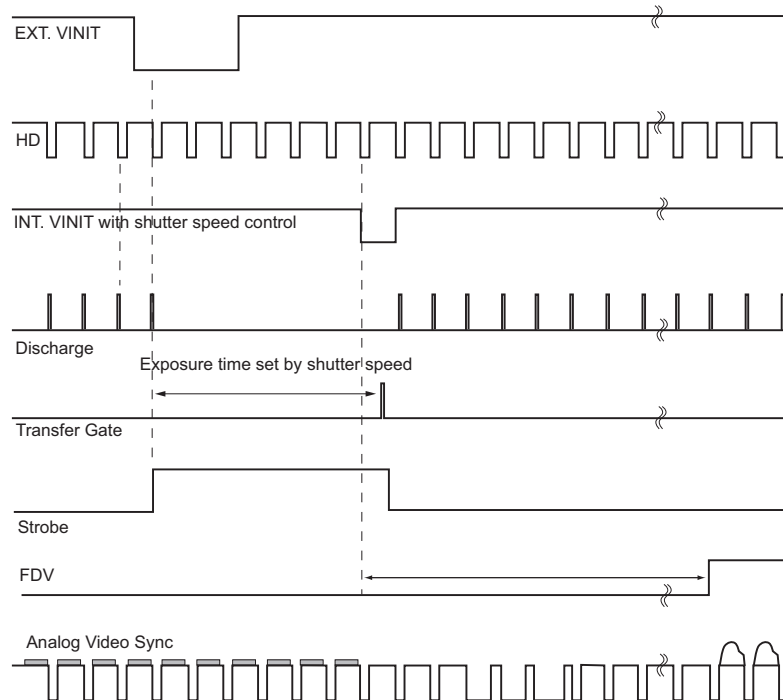 EXT. VINIT
HD
INT. VINIT with shutter speed control
Discharge
Exposure time set by shutter speed
Transfer Gate
Strobe
FDV
Analog Video Sync